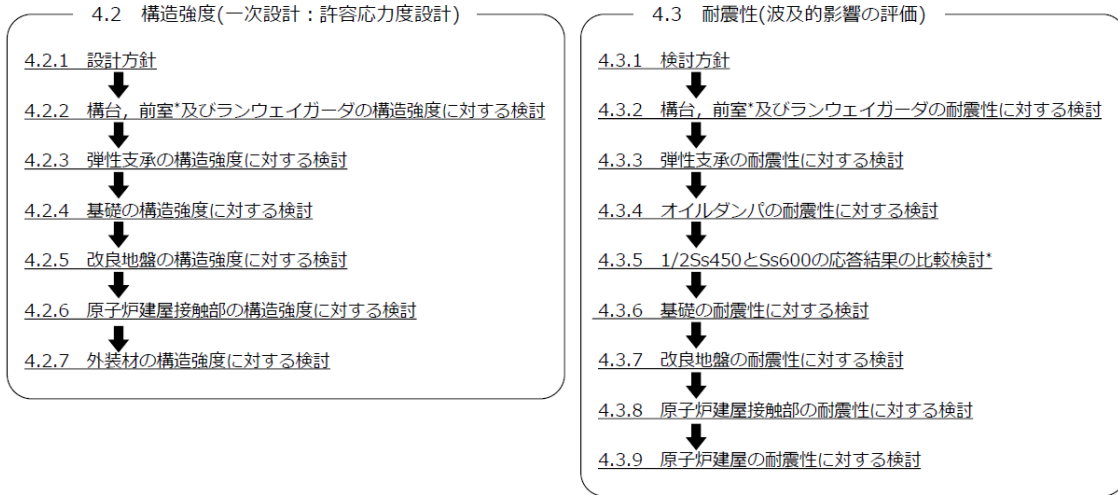 4.2 構造強度(一次設計：許容応力度設計)
4.2.1 設計方針
4.2.2 構台，前室*及びランウェイガーダの構造強度に対する検討
4.2.3 弾性支承の構造強度に対する検討
4.2.4 基礎の構造強度に対する検討
4.2.5 改良地盤の構造強度に対する検討
4.2.6 原子炉建屋接触部の構造強度に対する検討
4.2.7 外装材の構造強度に対する検討
4.3 耐震性(波及的影響の評価)
4.3.1 検討方針
4.3.2 構台，前室*及びランウェイガーダの耐震性に対する検討
4.3.3 弾性支承の耐震性に対する検討
4.3.4 オイルダンパの耐震性に対する検討
4.3.5 1/2Ss450とSs600の応答結果の比較検討*
4.3.6 基礎の耐震性に対する検討
4.3.7 改良地盤の耐震性に対する検討
4.3.8 原子炉建屋接触部の耐震性に対する検討
4.3.9 原子炉建屋の耐震性に対する検討